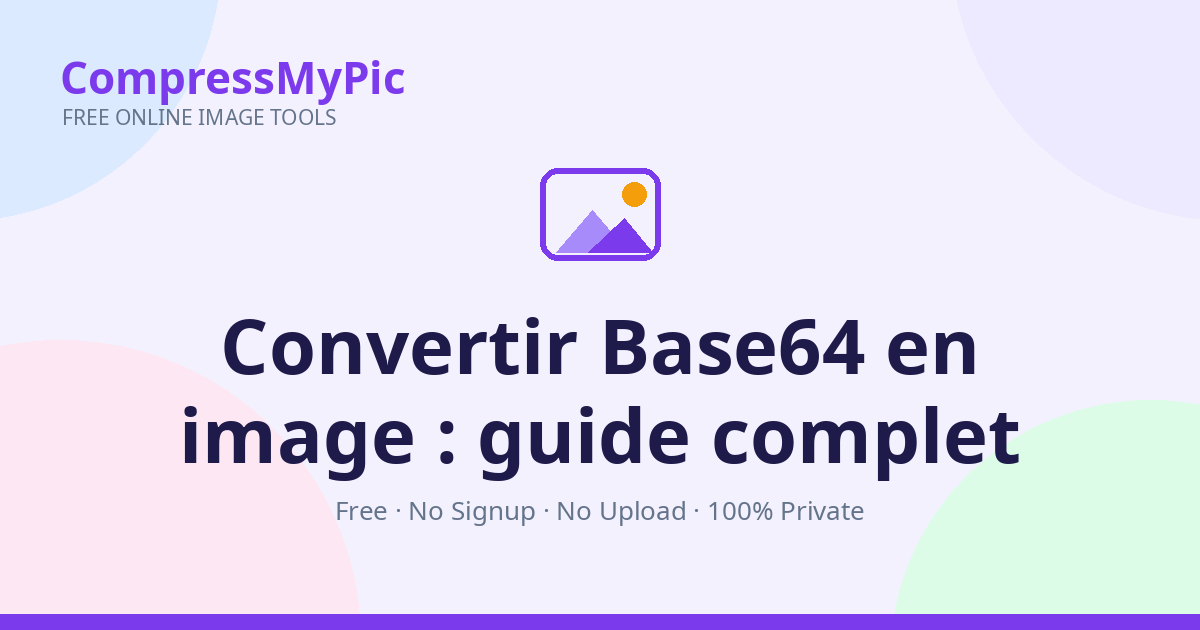 CompressMyPic
FREE ONLINE IMAGE TOOLS
Convertir Base64 en
image : guide complet
Free · No Signup · No Upload · 100% Private